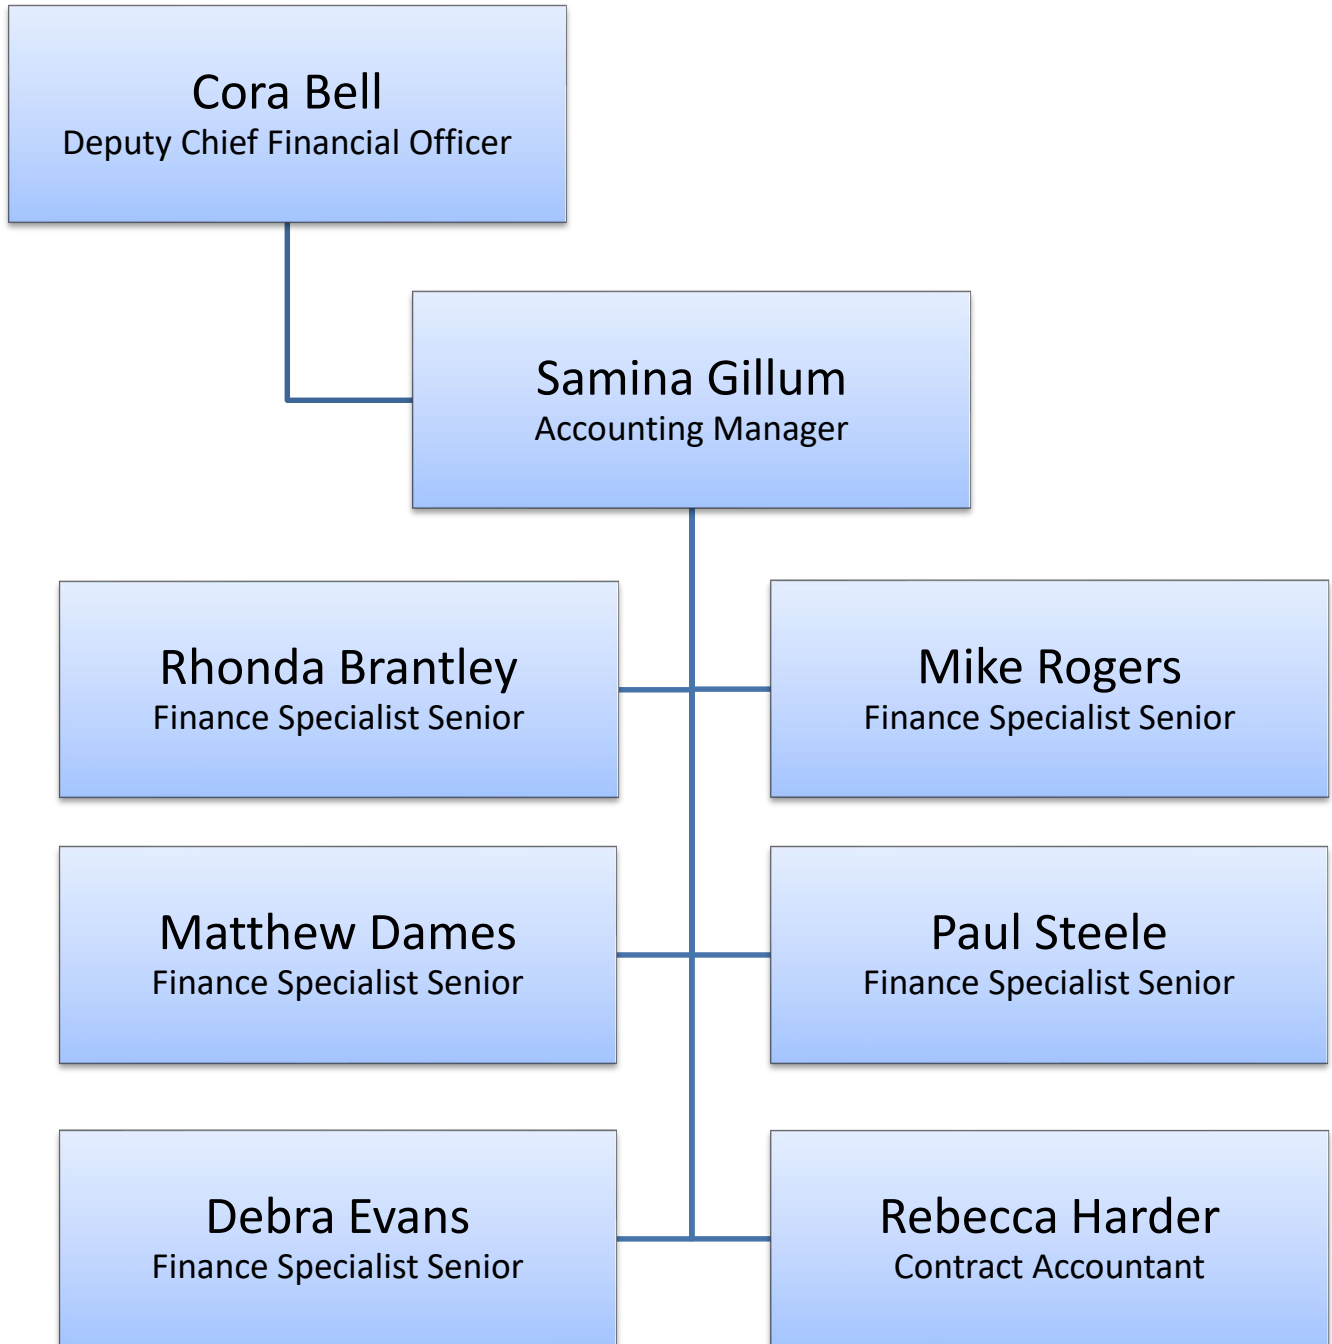 Cora Bell
Deputy Chief Financial Officer
Samina Gillum
Accounting Manager
Rhonda Brantley
Finance Specialist Senior
Mike Rogers
Finance Specialist Senior
Matthew Dames
Finance Specialist Senior
Paul Steele
Finance Specialist Senior
Debra Evans
Finance Specialist Senior
Rebecca Harder
Contract Accountant